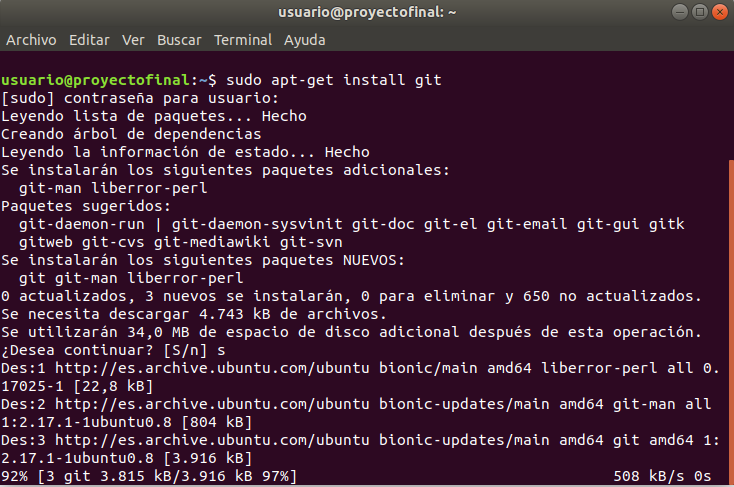 usuario@proyectofinal: ~
Archivo Editar Ver Buscar Terminal Ayuda
usuario@proyectofinal:~$ sudo apt-get install git
[sudo] contraseña para usuario:
Leyendo lista de paquetes... Hecho
Creando árbol de dependencias
Leyendo la información de estado... Hecho
Se instalarán los siguientes paquetes adicionales:
  git-man liberror-perl
Paquetes sugeridos:
  git-daemon-run | git-daemon-sysvinit git-doc git-el git-email git-gui gitk
  gitweb git-cvs git-mediawiki git-svn
Se instalarán los siguientes paquetes NUEVOS:
  git git-man liberror-perl
0 actualizados, 3 nuevos se instalarán, 0 para eliminar y 650 no actualizados.
Se necesita descargar 4.743 kB de archivos.
Se utilizarán 34,0 MB de espacio de disco adicional después de esta operación.
¿Desea continuar? [S/n] s
Des:1 http://es.archive.ubuntu.com/ubuntu bionic/main amd64 liberror-perl all 0.
17025-1 [22,8 kB]
Des:2 http://es.archive.ubuntu.com/ubuntu bionic-updates/main amd64 git-man all
1:2.17.1-1ubuntu0.8 [804 kB]
Des:3 http://es.archive.ubuntu.com/ubuntu bionic-updates/main amd64 git amd64 1:
2.17.1-1ubuntu0.8 [3.916 kB]
92% [3 git 3.815 kB/3.916 kB 97%] 508 kB/s 0s